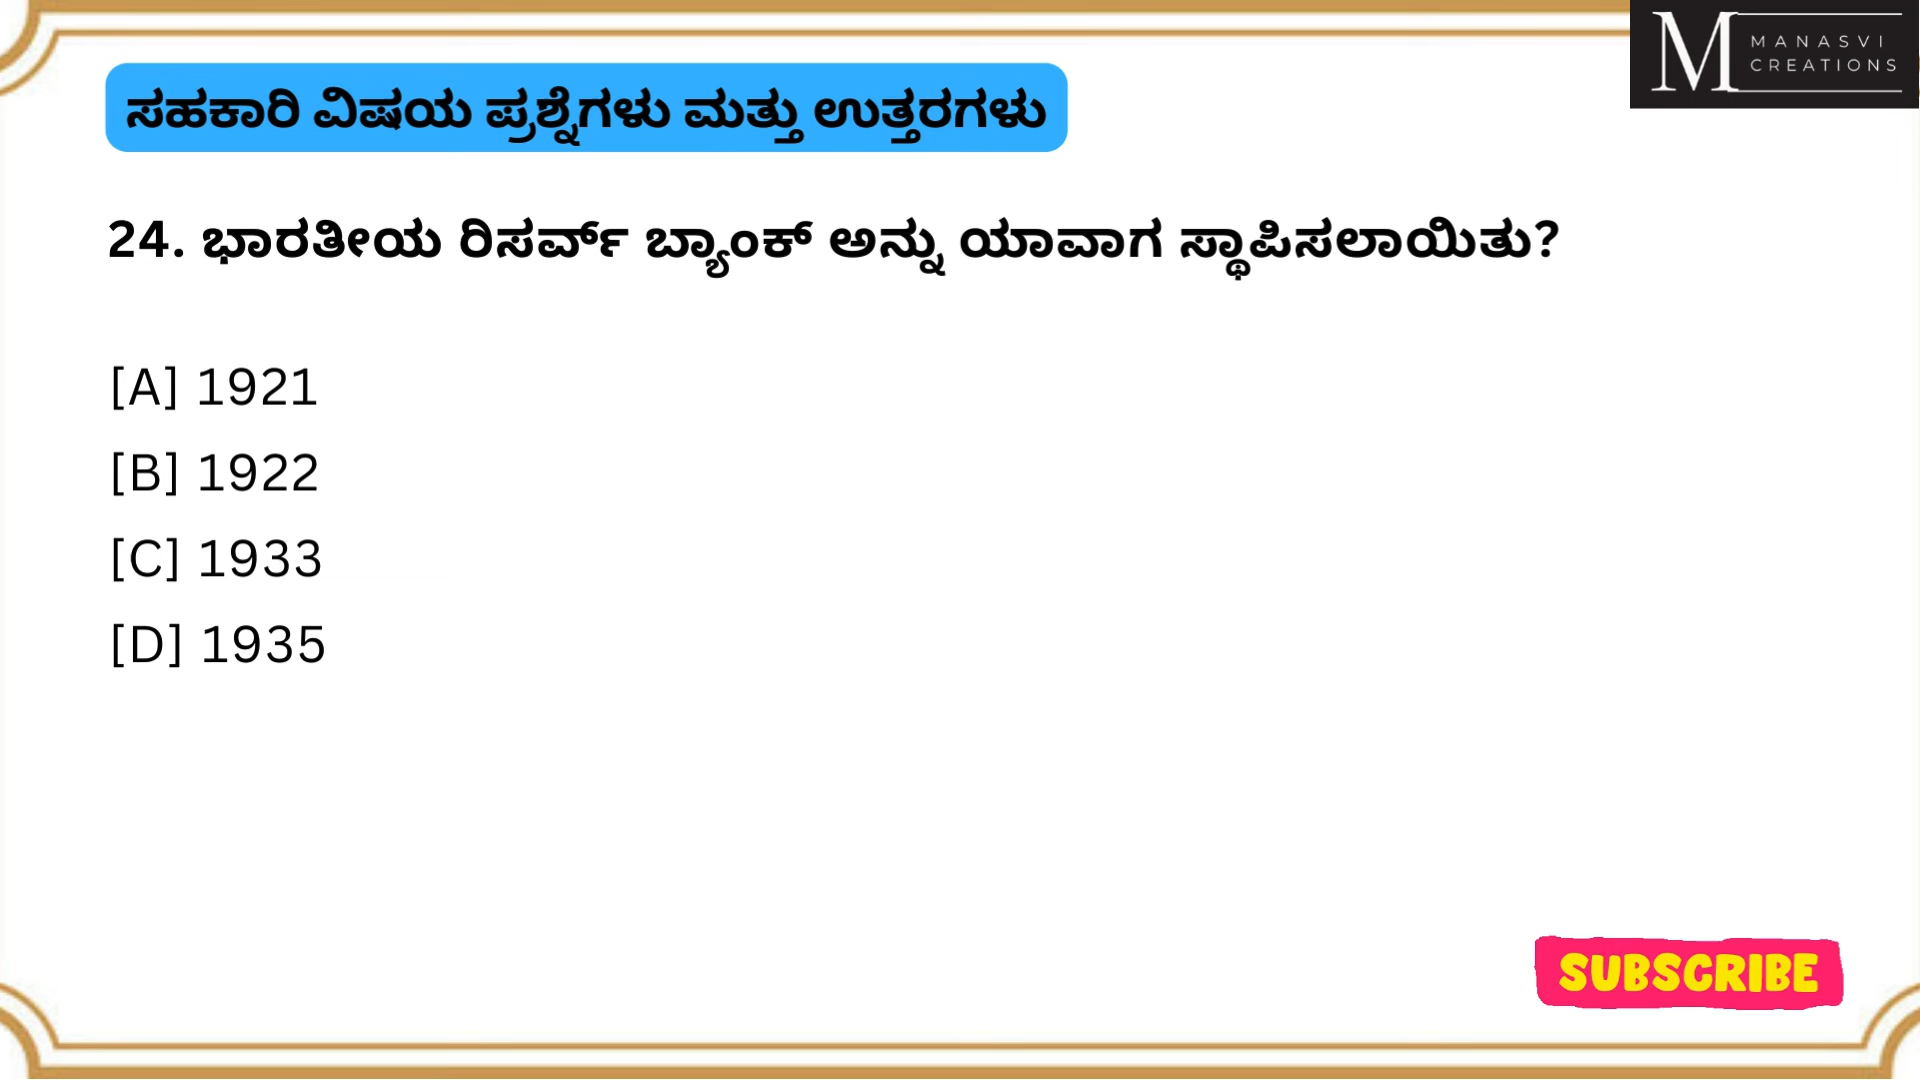 M MANASVI
CREATIONS
ಸಹಕಾರಿ ವಿಷಯ ಪ್ರಶ್ನೆಗಳು ಮತ್ತು ಉತ್ತರಗಳು
24. ಭಾರತೀಯ ರಿಸರ್ವ್ ಬ್ಯಾಂಕ್ ಅನ್ನು ಯಾವಾಗ ಸ್ಥಾಪಿಸಲಾಯಿತು?
[A] 1921
[B] 1922
[C] 1933
[D] 1935
SUBSCRIBE